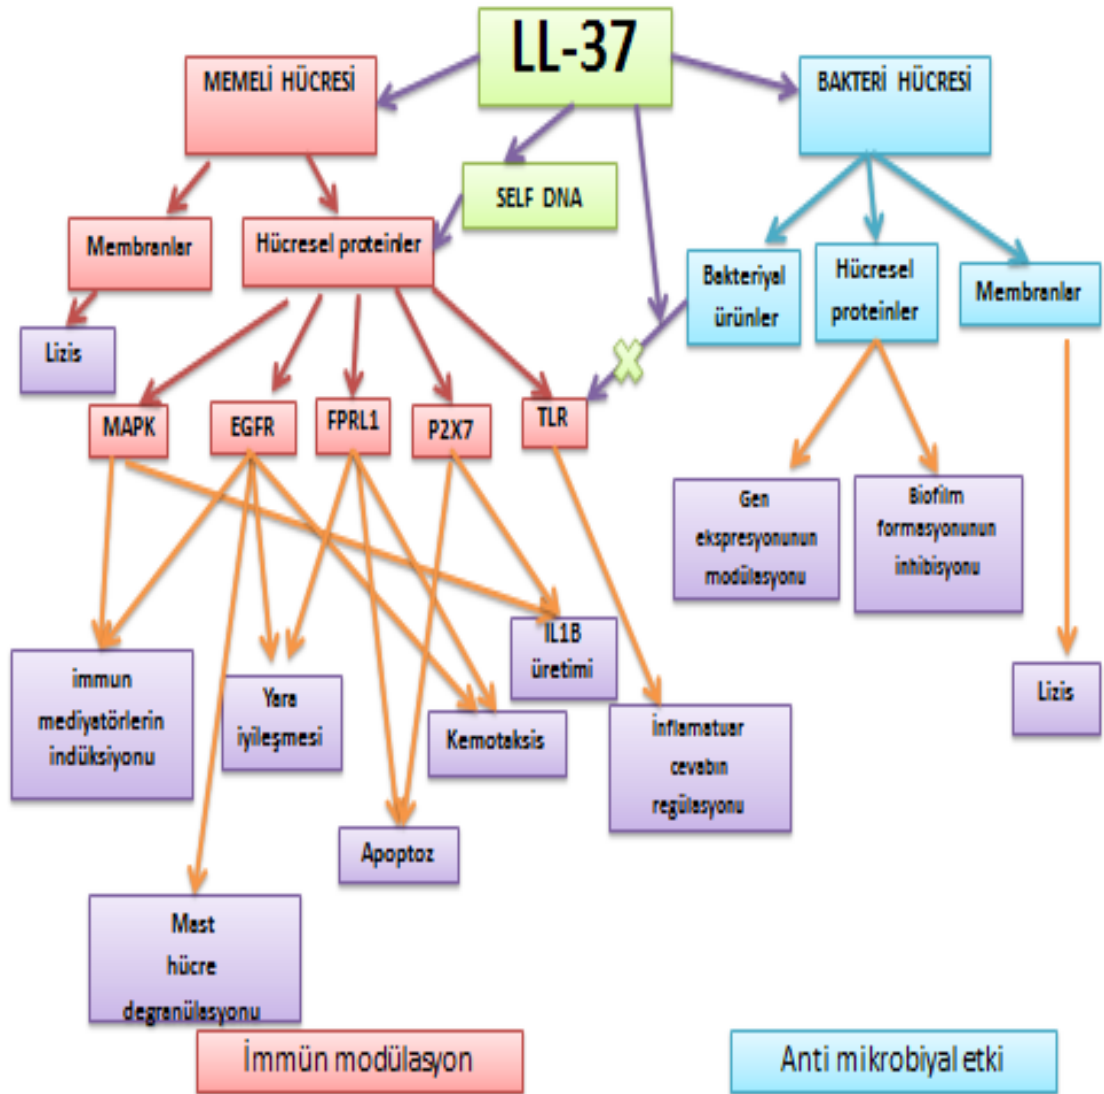 LL-37
MEMELİ HÜCRESİ
BAKTERİ HÜCRESİ
SELF DNA
Membranlar
Hücresel proteinler
Bakteriyal
ürünler
Hücresel
proteinler
Membranlar
Lizis
MAPK
EGFR
FPRL1
P2X7
TLR
Gen
ekspresyonunun
modülasyonu
Biofilm
formasyonunun
inhibisyonu
immun
mediyatörlerin
indüksiyonu
Yara
iyileşmesi
Kemotaksis
IL1B
üretimi
İnflamatuar
cevabın
regülasyonu
Lizis
Apoptoz
Mast
hücre
degranülasyonu
İmmün modülasyon
Anti mikrobiyal etki